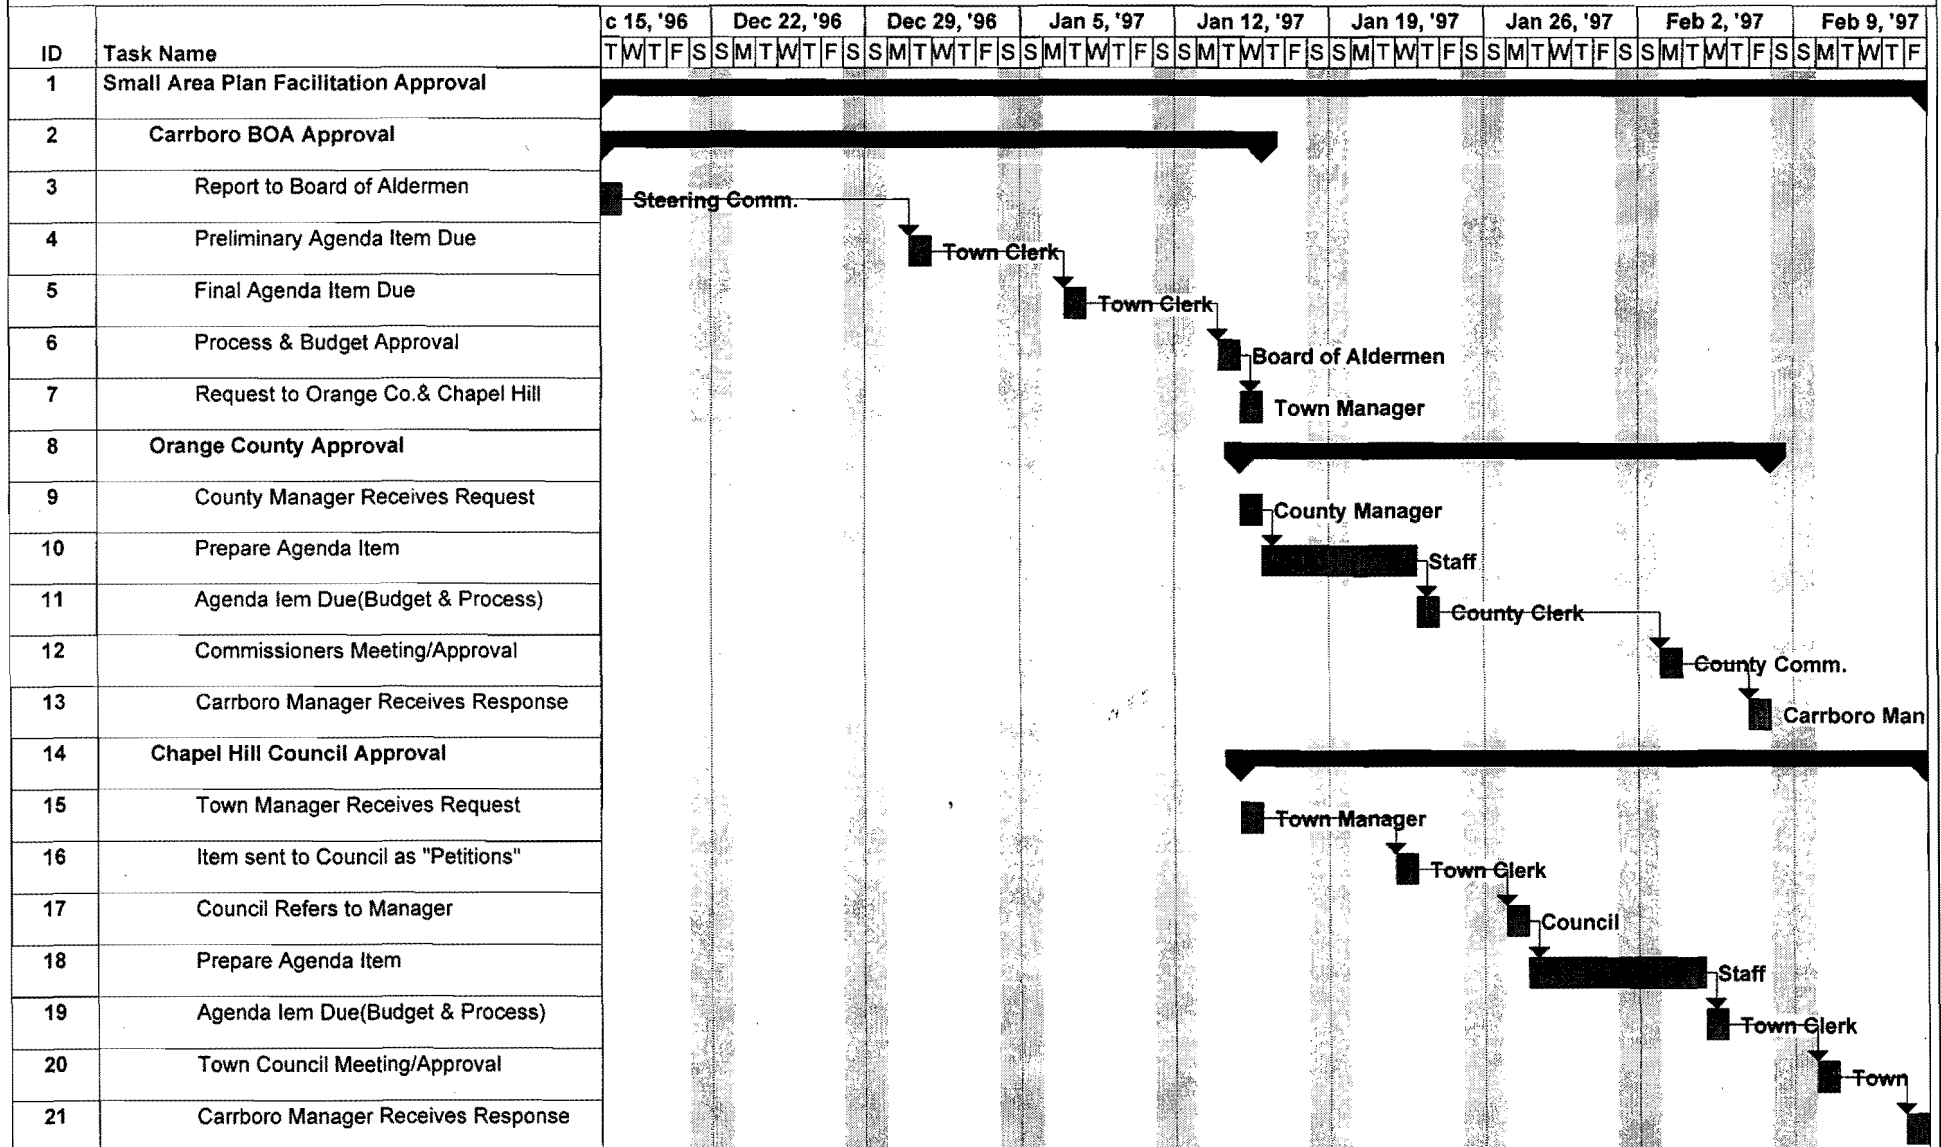 c 15, '96 Dec 22, '96 Dec 29, '96 Jan 5, '97 Jan 12, '97 Jan 19, '97 Jan 26, '97 Feb 2, '97 Feb 9, '97
ID Task Name T W T F S S M T W T F S S M T W T F S S M T W T F S S M T W T F S S M T W T F S S M T W T F S S M T W T F S S M T W T F
1 Small Area Plan Facilitation Approval
2 Carrboro BOA Approval
3 Report to Board of Aldermen Steering Comm.
4 Preliminary Agenda Item Due Town Clerk
5 Final Agenda Item Due Town Clerk
6 Process & Budget Approval Board of Aldermen
7 Request to Orange Co.& Chapel Hill Town Manager
8 Orange County Approval
9 County Manager Receives Request County Manager
10 Prepare Agenda Item Staff
11 Agenda Iem Due(Budget & Process) County Clerk
12 Commissioners Meeting/Approval County Comm.
13 Carrboro Manager Receives Response Carrboro Man
14 Chapel Hill Council Approval
15 Town Manager Receives Request Town Manager
16 Item sent to Council as "Petitions" Town Clerk
17 Council Refers to Manager Council
18 Prepare Agenda Item Staff
19 Agenda Iem Due(Budget & Process) Town Clerk
20 Town Council Meeting/Approval Town
21 Carrboro Manager Receives Response